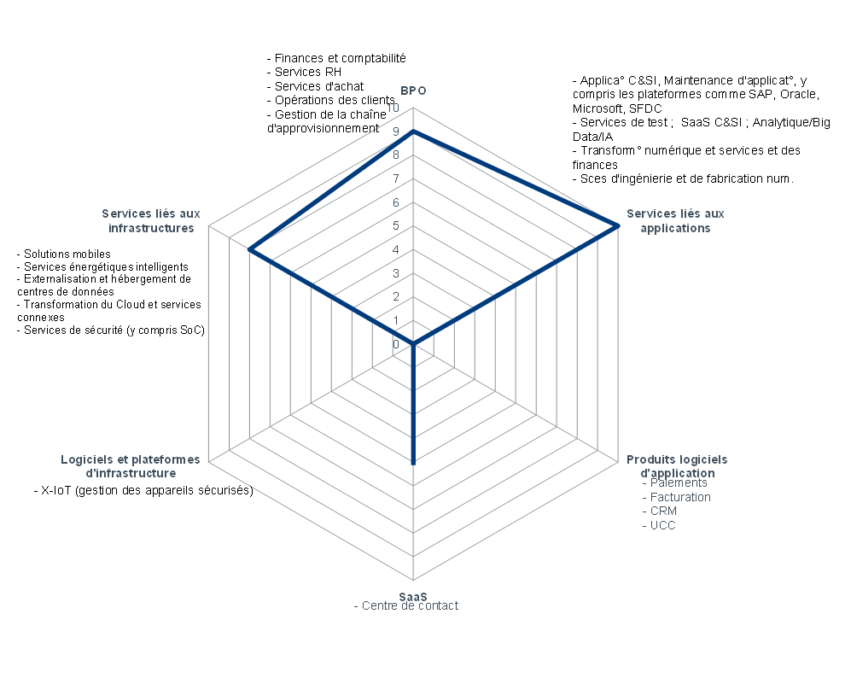 - Finances et comptabilité
- Services RH
- Services d'achat
- Opérations des clients
- Gestion de la chaîne
d'approvisionnement
BPO
- Applica° C&SI, Maintenance d'applicat°, y
compris les plateformes comme SAP, Oracle,
Microsoft, SFDC
- Services de test ; SaaS C&SI ; Analytique/Big
Data/IA
- Transform° numérique et services et des
finances
- Sces d'ingénierie et de fabrication num.
10
9
8
7
6
5
4
3
2
1
0
Services liés aux
infrastructures
- Solutions mobiles
- Services énergétiques intelligents
- Externalisation et hébergement de
centres de données
- Transformation du Cloud et services
connexes
- Services de sécurité (y compris SoC)
Services liés aux
applications
Logiciels et plateformes
d'infrastructure
- X-IoT (gestion des appareils sécurisés)
Produits logiciels
d'application
- Paiements
- Facturation
- CRM
- UCC
SaaS
- Centre de contact